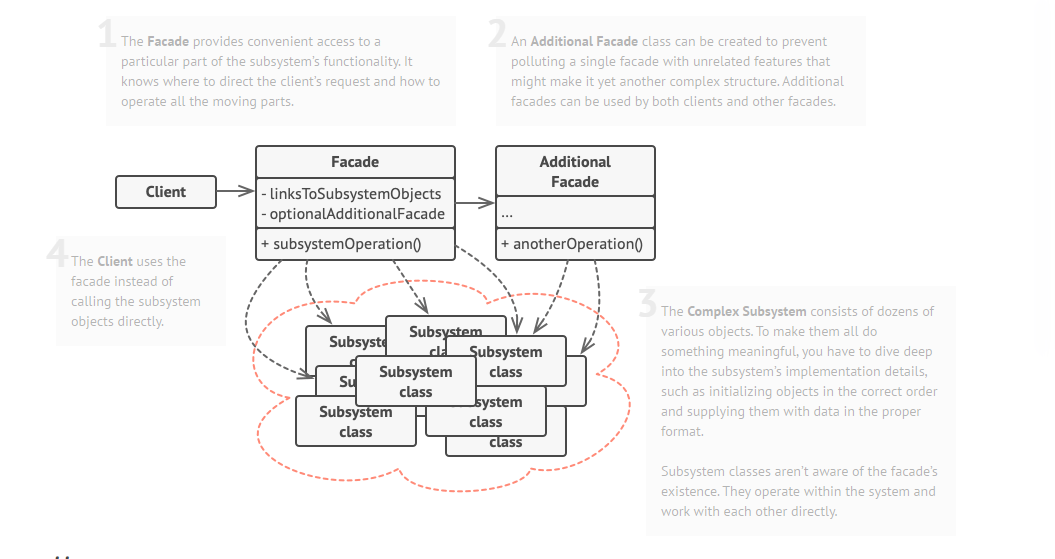 1
The Facade provides convenient access to a
particular part of the subsystem's functionality. It
knows where to direct the client's request and how to
operate all the moving parts.
2
An Additional Facade class can be created to prevent
polluting a single facade with unrelated features that
might make it yet another complex structure. Additional
facades can be used by both clients and other facades.
Client
Facade
- linksToSubsystemObjects
- optionalAdditionalFacade
+ subsystemOperation()
Additional
Facade
...
+ anotherOperation()
4
The Client uses the
facade instead of
calling the subsystem
objects directly.
3
The Complex Subsystem consists of dozens of
various objects. To make them all do
something meaningful, you have to dive deep
into the subsystem's implementation details,
such as initializing objects in the correct order
and supplying them with data in the proper
format.
Subsystem classes aren't aware of the facade's
existence. They operate within the system and
work with each other directly.
Subsystem
Subsystem
class
Subsystem
class
Subsystem
class
class